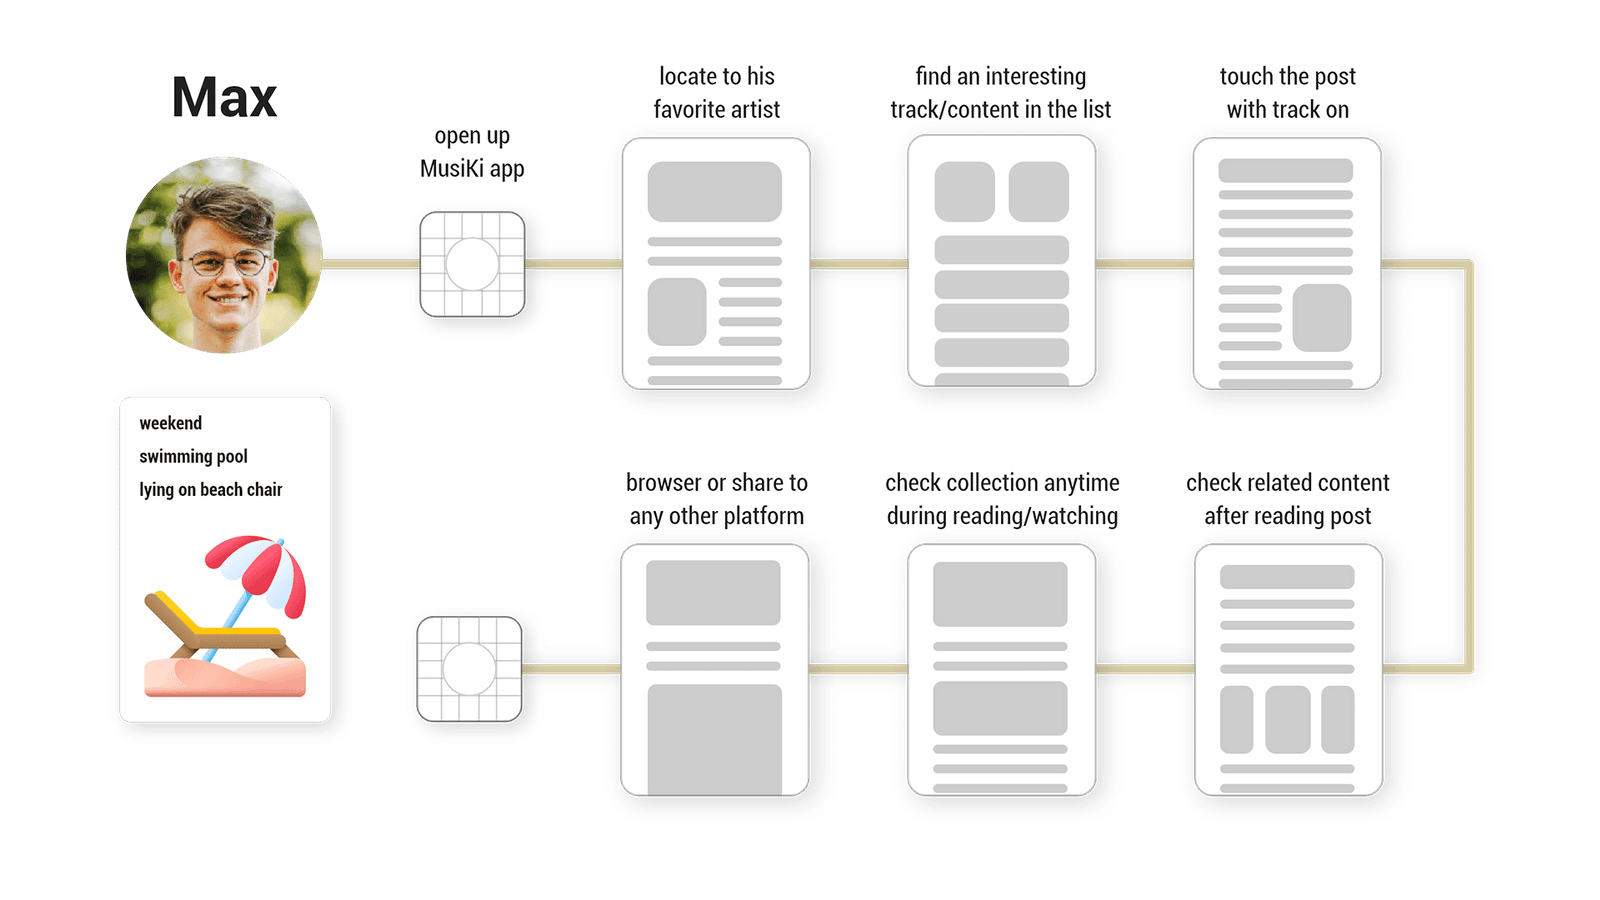 Max
open up
MusiKi app
locate to his
favorite artist
find an interesting
track/content in the list
touch the post
with track on
weekend
swimming pool
lying on beach chair
browser or share to
any other platform
check collection anytime
during reading/watching
check related content
after reading post